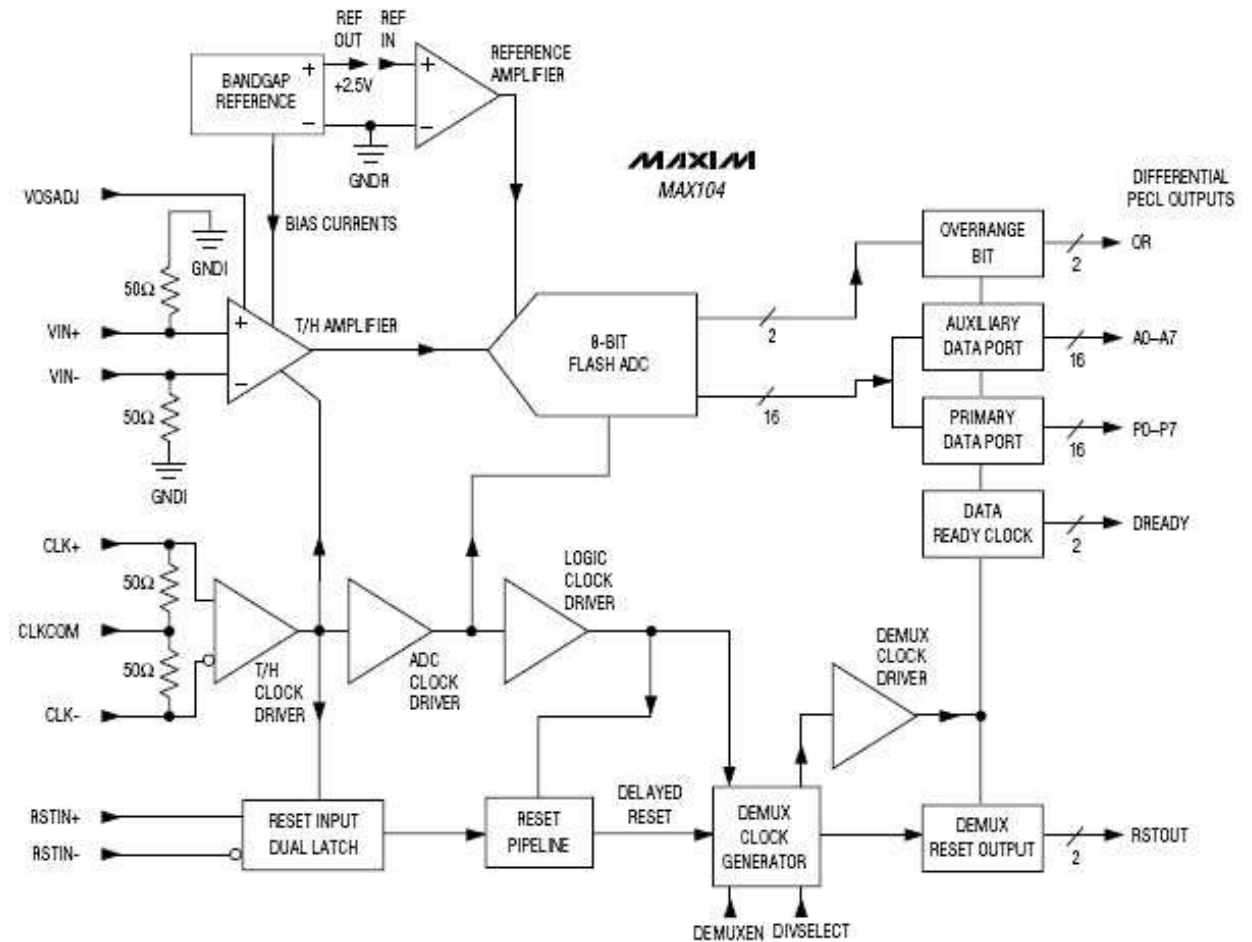 REF
OUT
REF
IN
+
BANDGAP
REFERENCE
−
+2.5V
+
−
REFERENCE
AMPLIFIER
GNDR
MAXIM
MAX104
DIFFERENTIAL
PECL OUTPUTS
VOSADJ
BIAS CURRENTS
GNDI
50Ω
VIN+
VIN-
+
−
T/H AMPLIFIER
50Ω
GNDI
8-BIT
FLASH ADC
2
16
OVERRANGE
BIT
2
OR
AUXILIARY
DATA PORT
16
A0–A7
PRIMARY
DATA PORT
16
P0–P7
DATA
READY CLOCK
2
DREADY
CLK+
50Ω
CLKCOM
50Ω
CLK-
T/H
CLOCK
DRIVER
ADC
CLOCK
DRIVER
LOGIC
CLOCK
DRIVER
DEMUX
CLOCK
DRIVER
RSTIN+
RSTIN-
RESET INPUT
DUAL LATCH
RESET
PIPELINE
DELAYED
RESET
DEMUX
CLOCK
GENERATOR
DEMUX
RESET OUTPUT
2
RSTOUT
DEMUXEN
DIVSELECT